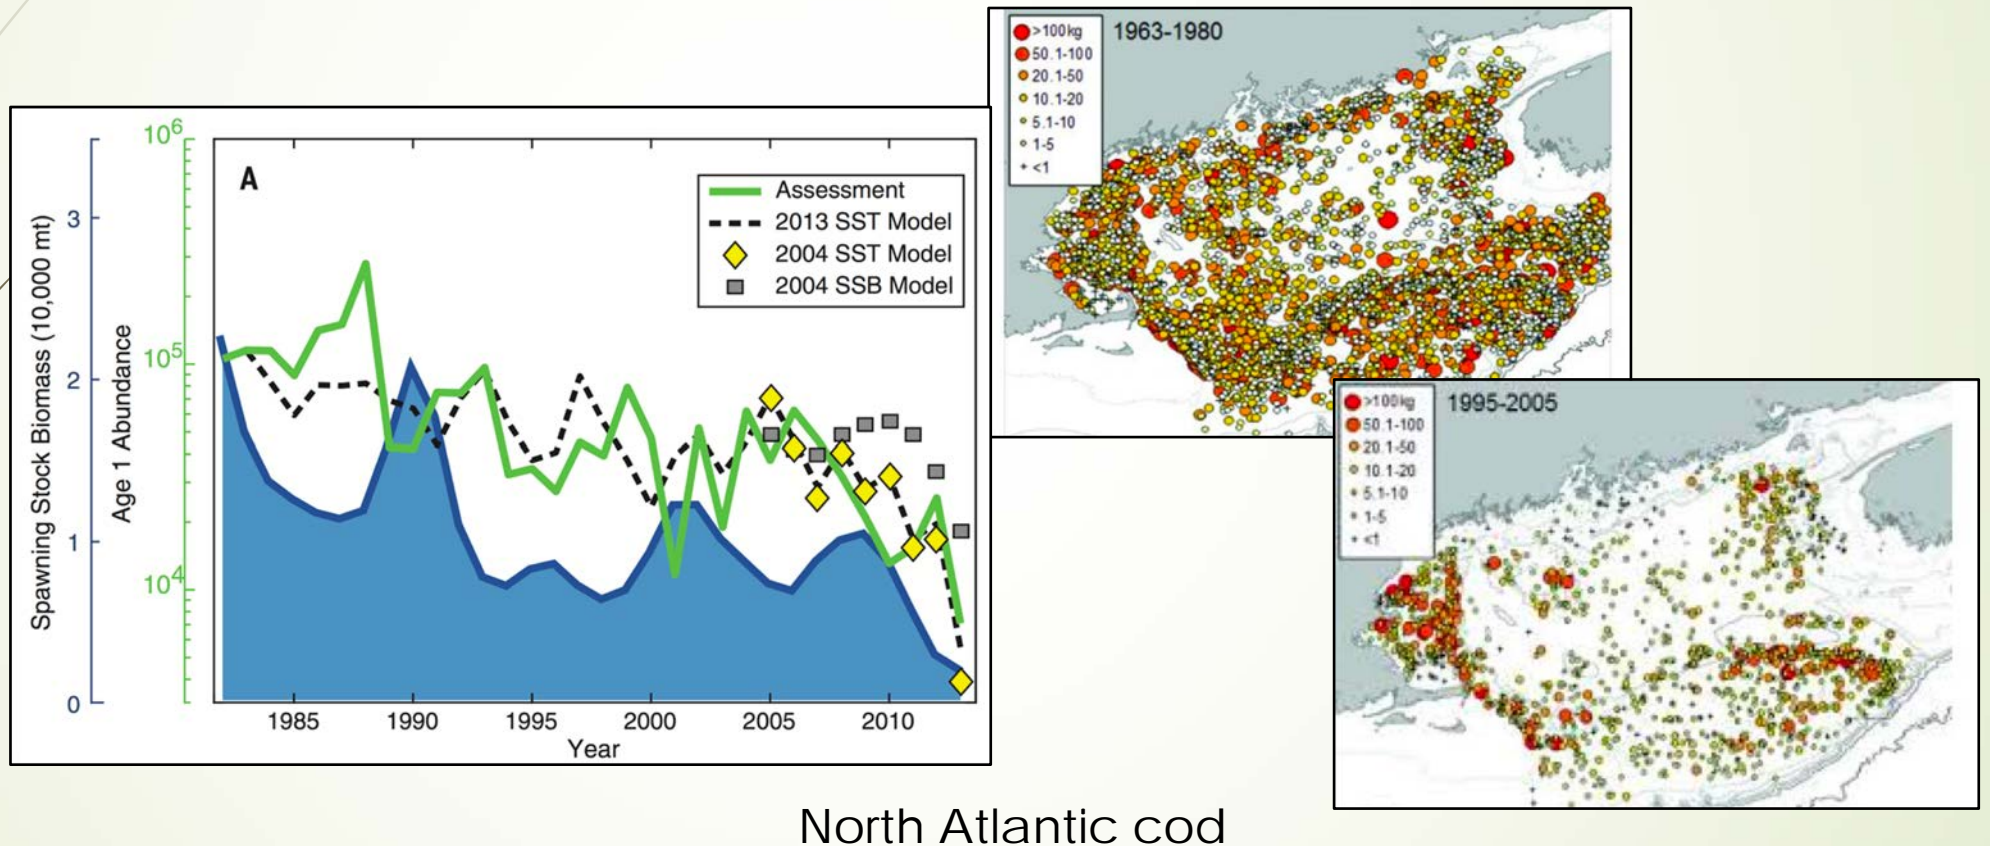 A
Assessment
2013 SST Model
2004 SST Model
2004 SSB Model
Spawning Stock Biomass (10,000 mt)
3
2
1
0
Age 1 Abundance
10⁶
10⁵
10⁴
1985
1990
1995
2000
2005
2010
Year
1963-1980
>100kg
50.1-100
20.1-50
10.1-20
5.1-10
1-5
<1
1995-2005
>100kg
50.1-100
20.1-50
10.1-20
5.1-10
1-5
<1
North Atlantic cod